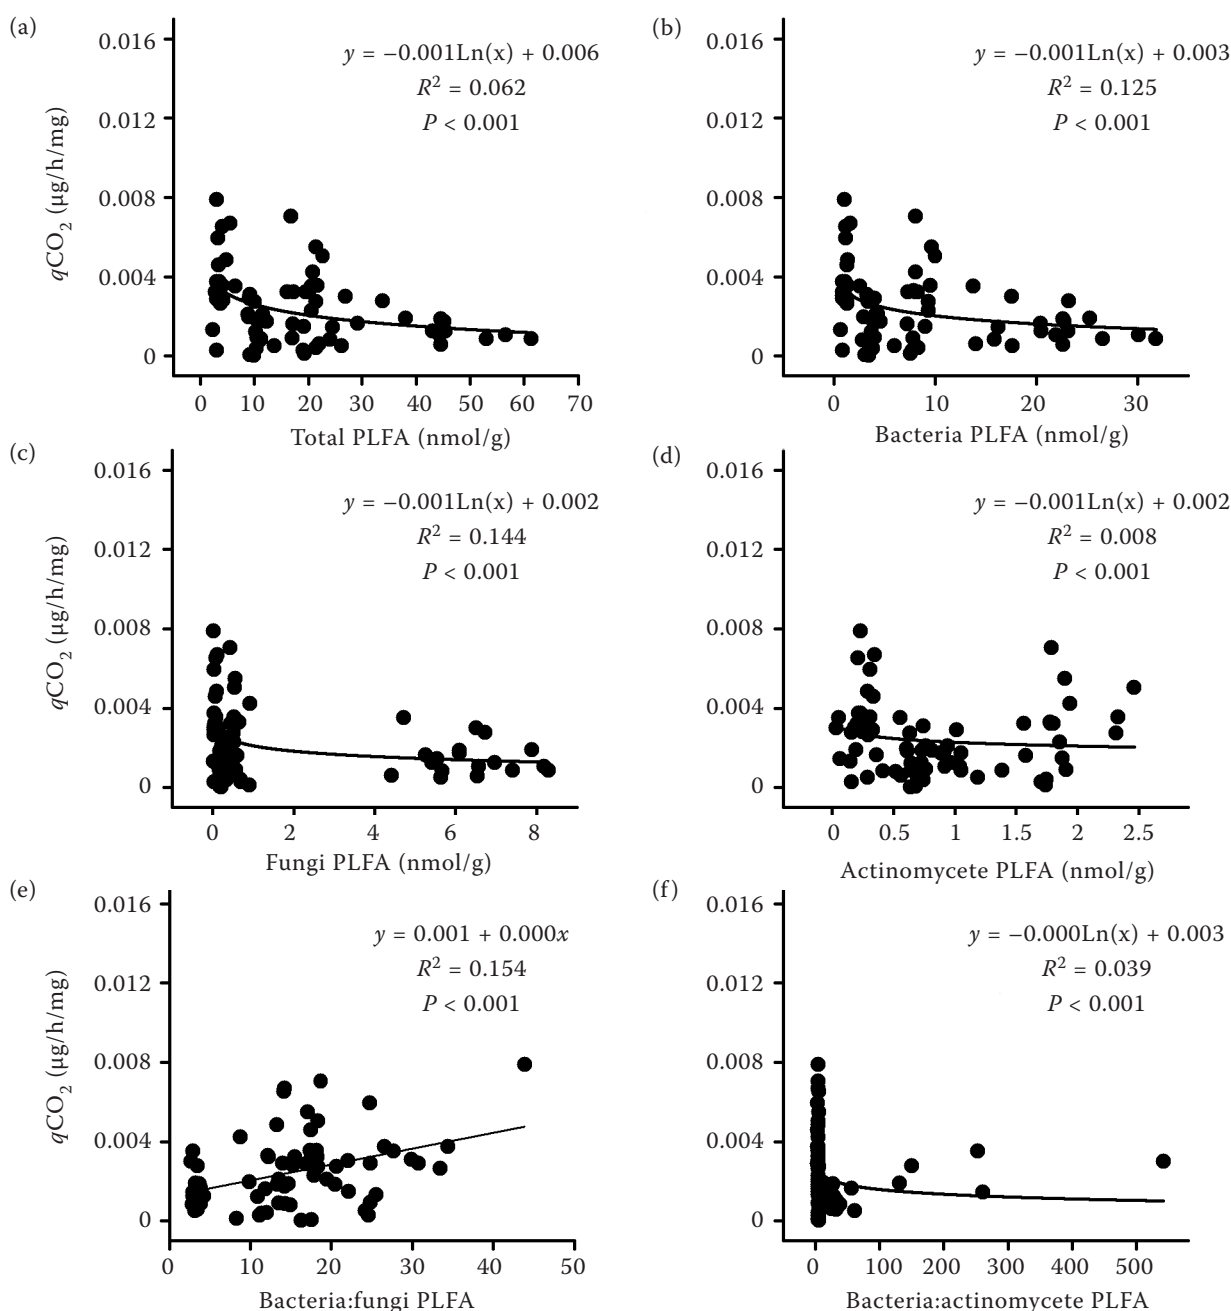 (a)
0.016
0.012
0.008
0.004
0
qCO2 (μg/h/mg)
y = −0.001Ln(x) + 0.006
R2 = 0.062
P < 0.001
0 10 20 30 40 50 60 70
Total PLFA (nmol/g)
(b)
0.016
0.012
0.008
0.004
0
y = −0.001Ln(x) + 0.003
R2 = 0.125
P < 0.001
0 10 20 30
Bacteria PLFA (nmol/g)
(c)
0.016
0.012
0.008
0.004
0
qCO2 (μg/h/mg)
y = −0.001Ln(x) + 0.002
R2 = 0.144
P < 0.001
0 2 4 6 8
Fungi PLFA (nmol/g)
(d)
0.016
0.012
0.008
0.004
0
y = −0.001Ln(x) + 0.002
R2 = 0.008
P < 0.001
0 0.5 1 1.5 2 2.5
Actinomycete PLFA (nmol/g)
(e)
0.016
0.012
0.008
0.004
0
qCO2 (μg/h/mg)
y = 0.001 + 0.000x
R2 = 0.154
P < 0.001
0 10 20 30 40 50
Bacteria:fungi PLFA
(f)
0.016
0.012
0.008
0.004
0
y = −0.000Ln(x) + 0.003
R2 = 0.039
P < 0.001
0 100 200 300 400 500
Bacteria:actinomycete PLFA